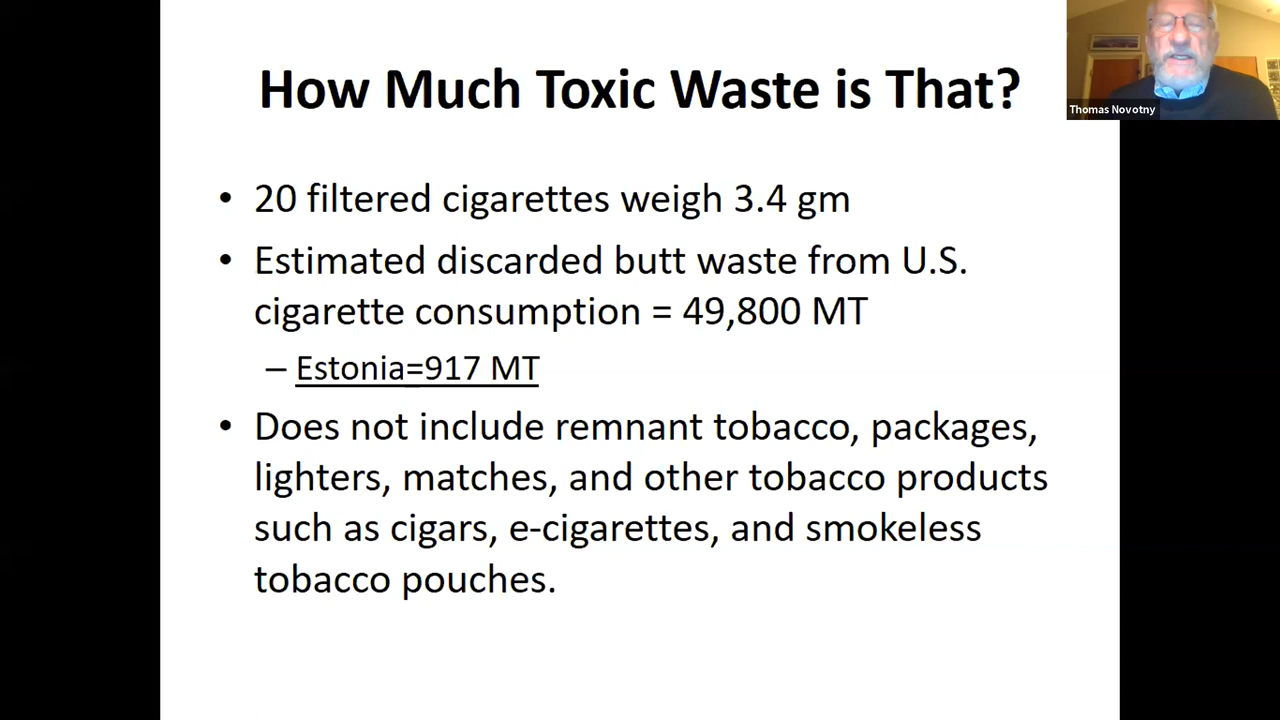 How Much Toxic Waste is That?
Thomas Novotny
• 20 filtered cigarettes weigh 3.4 gm
• Estimated discarded butt waste from U.S.
cigarette consumption = 49,800 MT
– Estonia=917 MT
• Does not include remnant tobacco, packages,
lighters, matches, and other tobacco products
such as cigars, e-cigarettes, and smokeless
tobacco pouches.